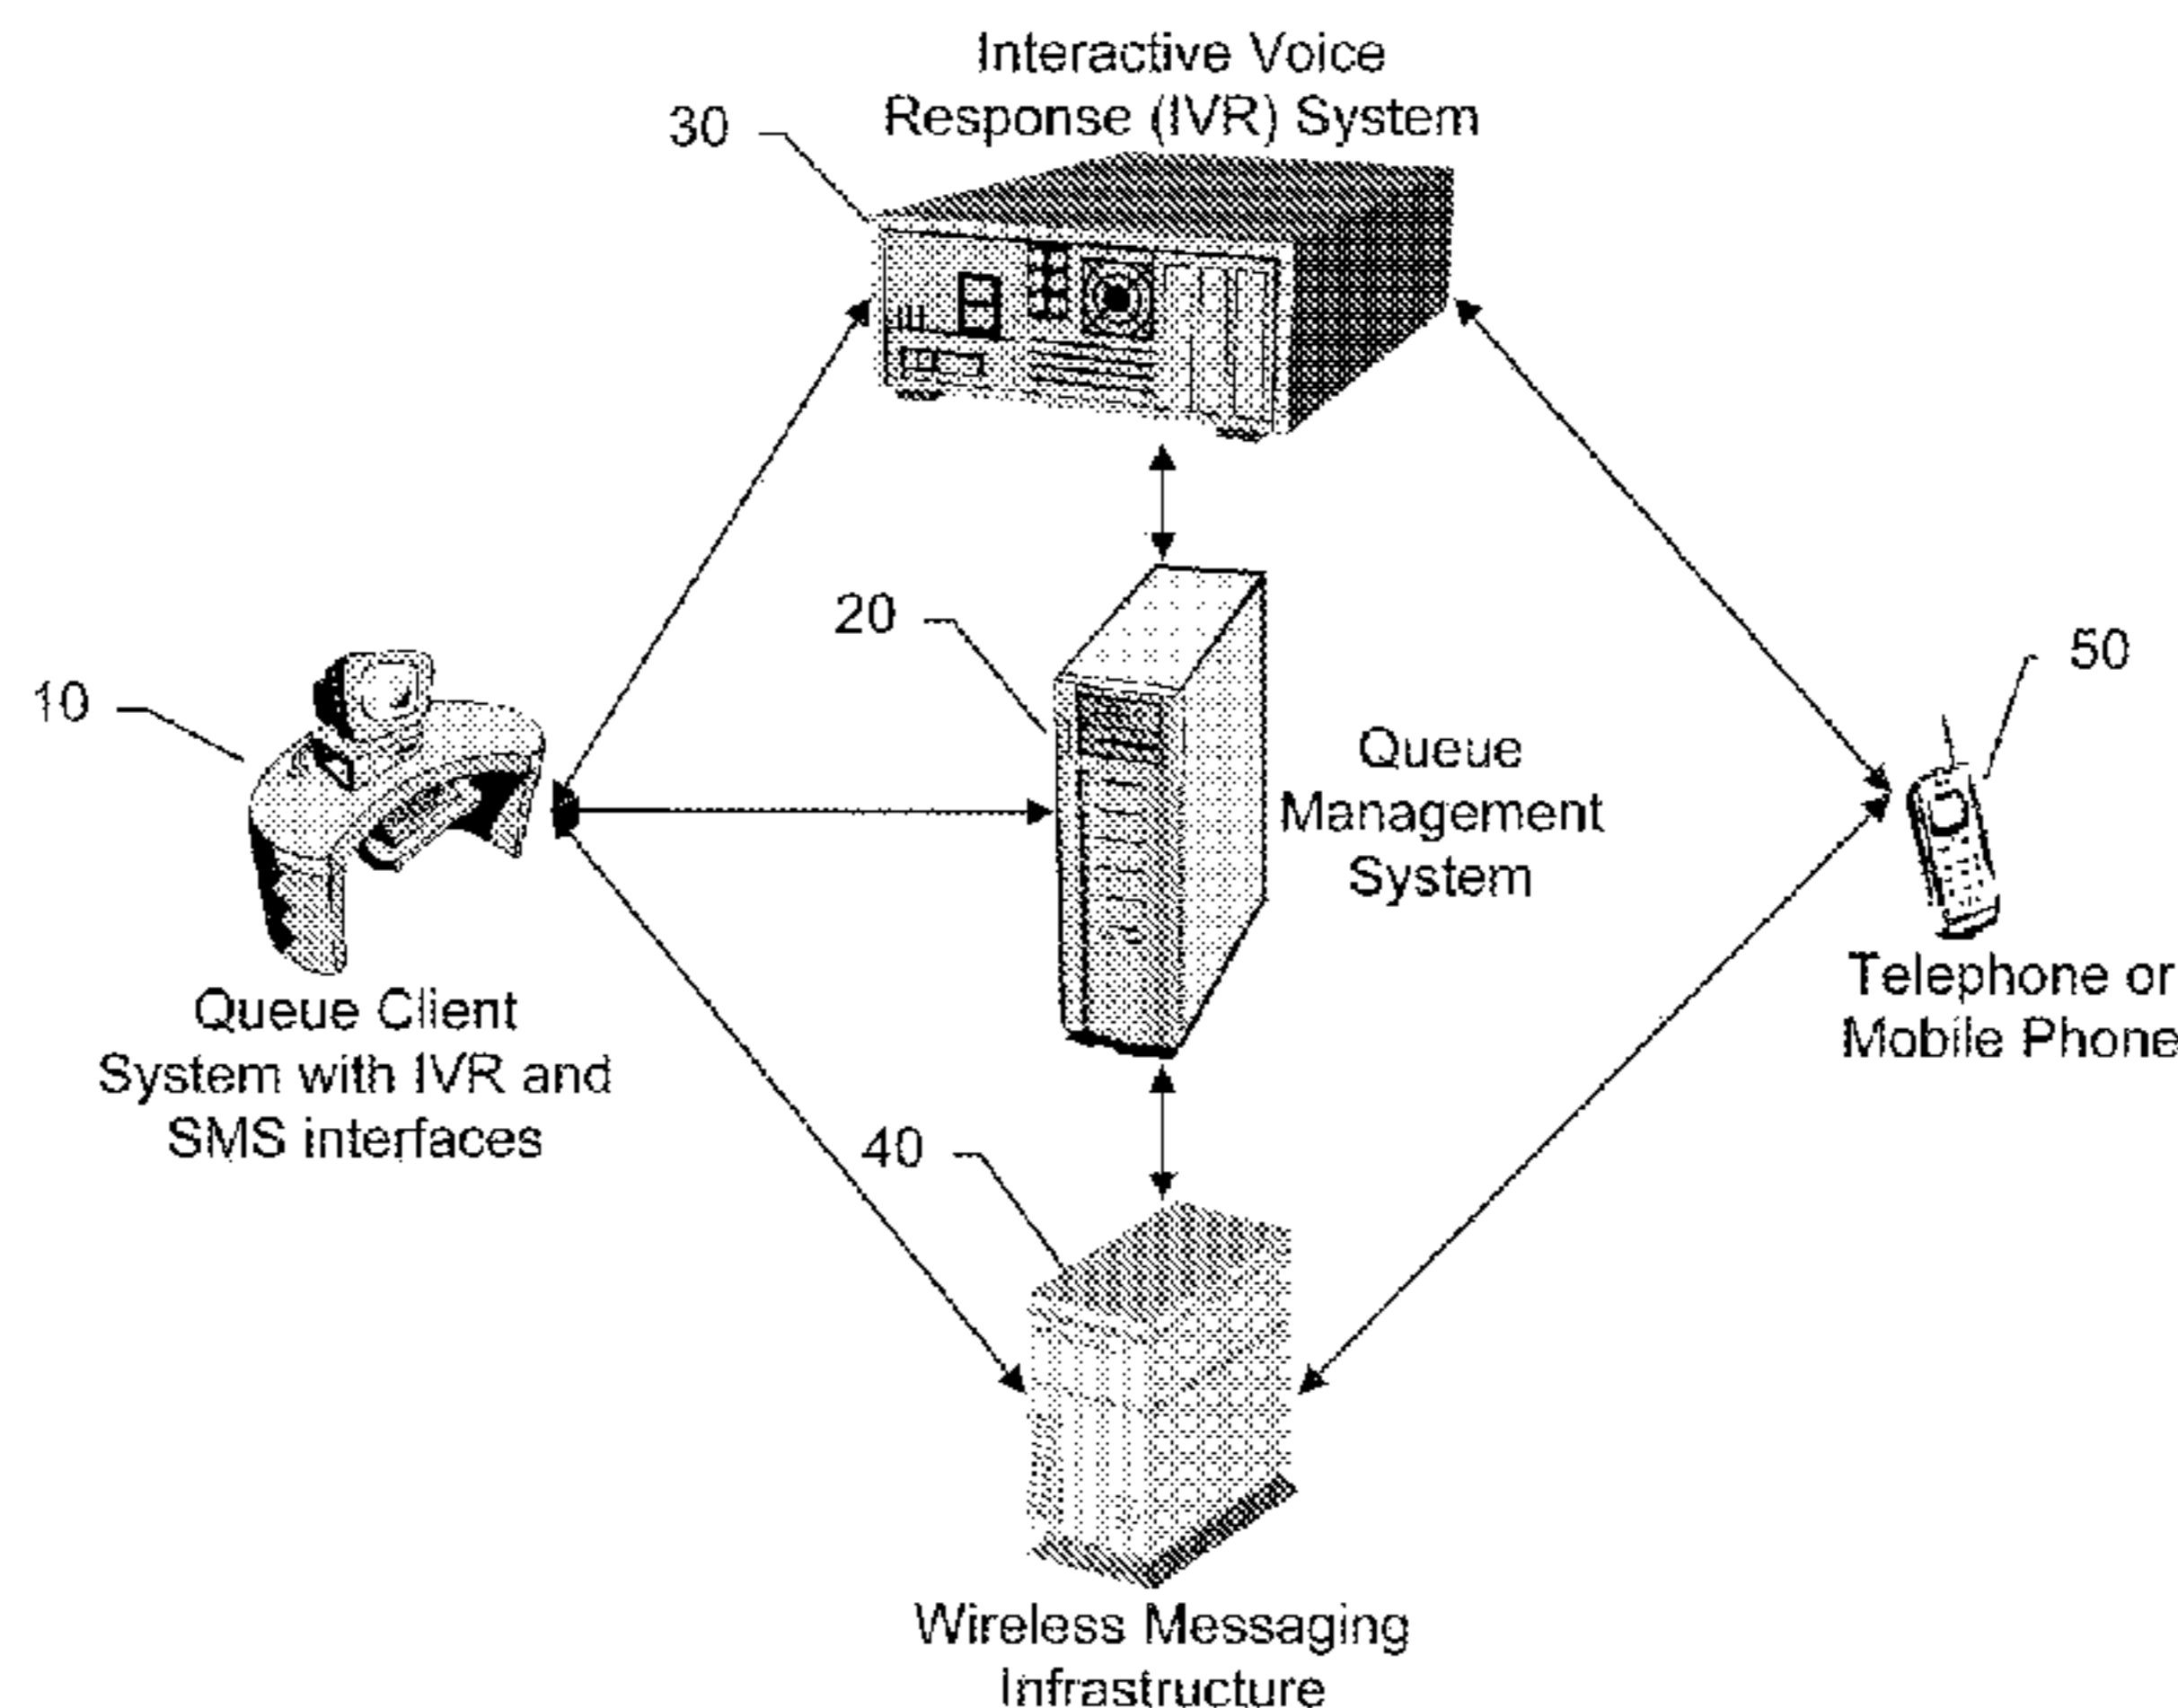 Interactive Voice
Response (IVR) System
30
20
50
10
Queue
Management
System
Telephone or
Mobile Phone
Queue Client
System with IVR and
SMS interfaces
40
Wireless Messaging
Infrastructure